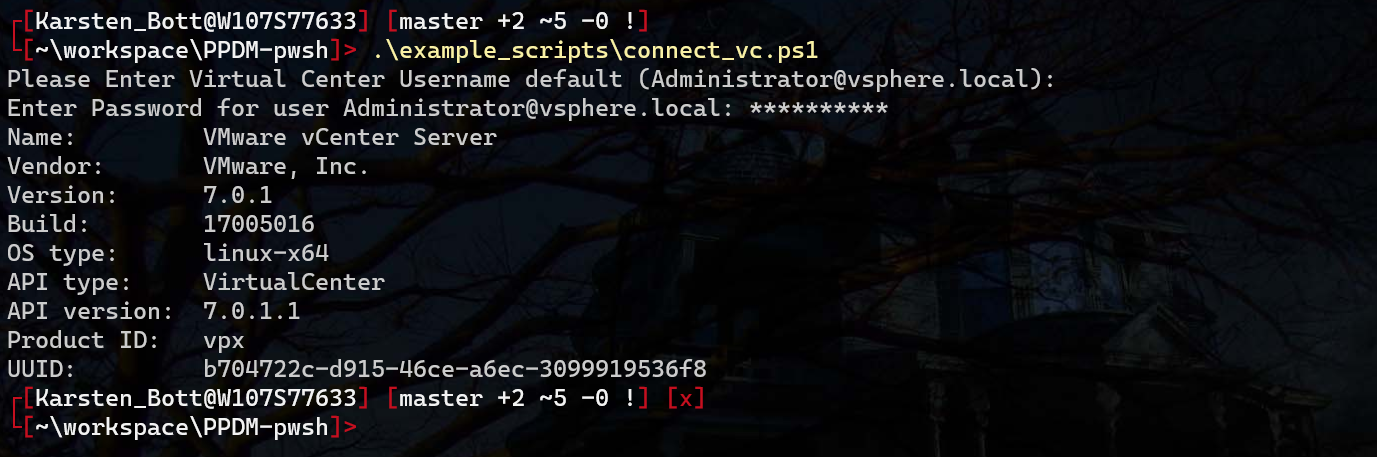 ┌[Karsten_Bott@W107S77633] [master +2 ~5 -0 !]
└[~\workspace\PPDM-pwsh]> .\example_scripts\connect_vc.ps1
Please Enter Virtual Center Username default (Administrator@vsphere.local):
Enter Password for user Administrator@vsphere.local: **********
Name:         VMware vCenter Server
Vendor:       VMware, Inc.
Version:      7.0.1
Build:        17005016
OS type:      linux-x64
API type:     VirtualCenter
API version:  7.0.1.1
Product ID:   vpx
UUID:         b704722c-d915-46ce-a6ec-3099919536f8
┌[Karsten_Bott@W107S77633] [master +2 ~5 -0 !] [x]
└[~\workspace\PPDM-pwsh]>